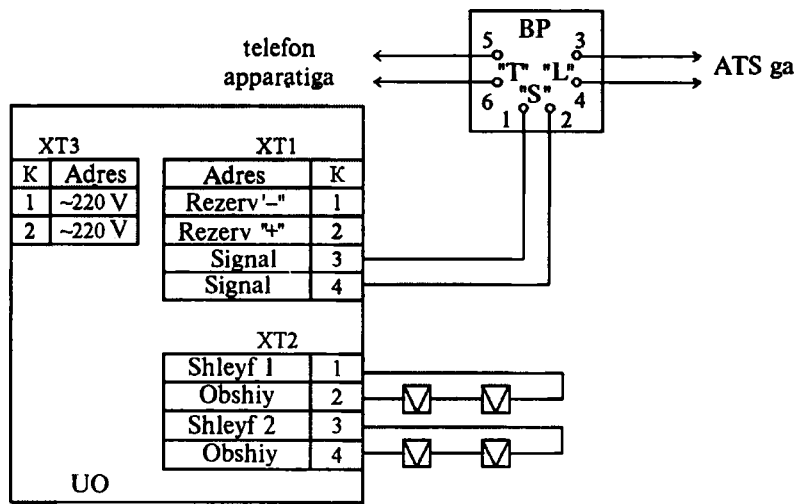 BP
5 3
telefon
apparatiga
"T" "L"
ATS ga
6 "S" 4
1 2
XT3
K Adres
1 ~220 V
2 ~220 V
XT1
Adres K
Rezerv '–" 1
Rezerv "+" 2
Signal 3
Signal 4
XT2
Shleyf 1 1
Obshiy 2
Shleyf 2 3
Obshiy 4
UO